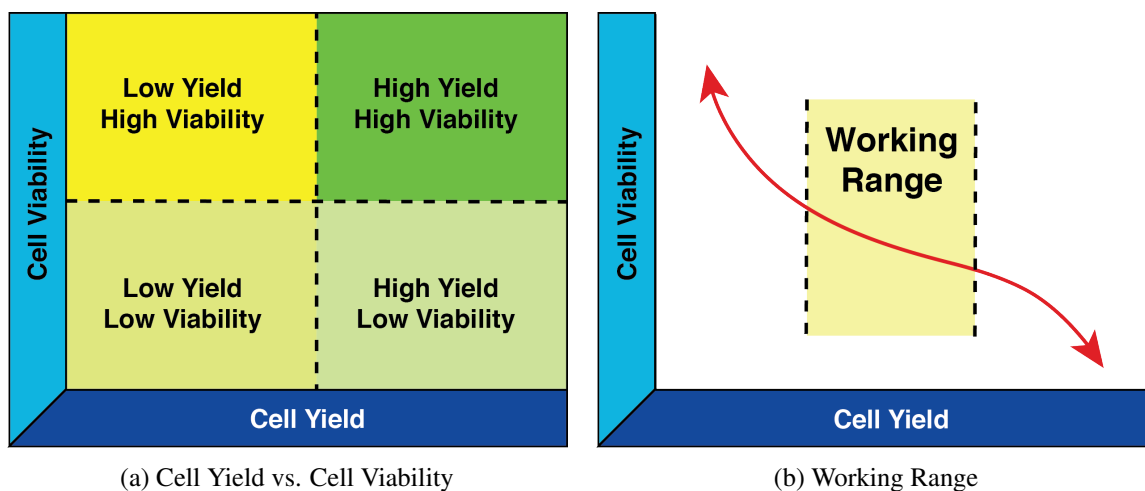 Cell Viability
Low Yield
High Viability
High Yield
High Viability
Low Yield
Low Viability
High Yield
Low Viability
Cell Yield
(a) Cell Yield vs. Cell Viability
Cell Viability
Working
Range
Cell Yield
(b) Working Range